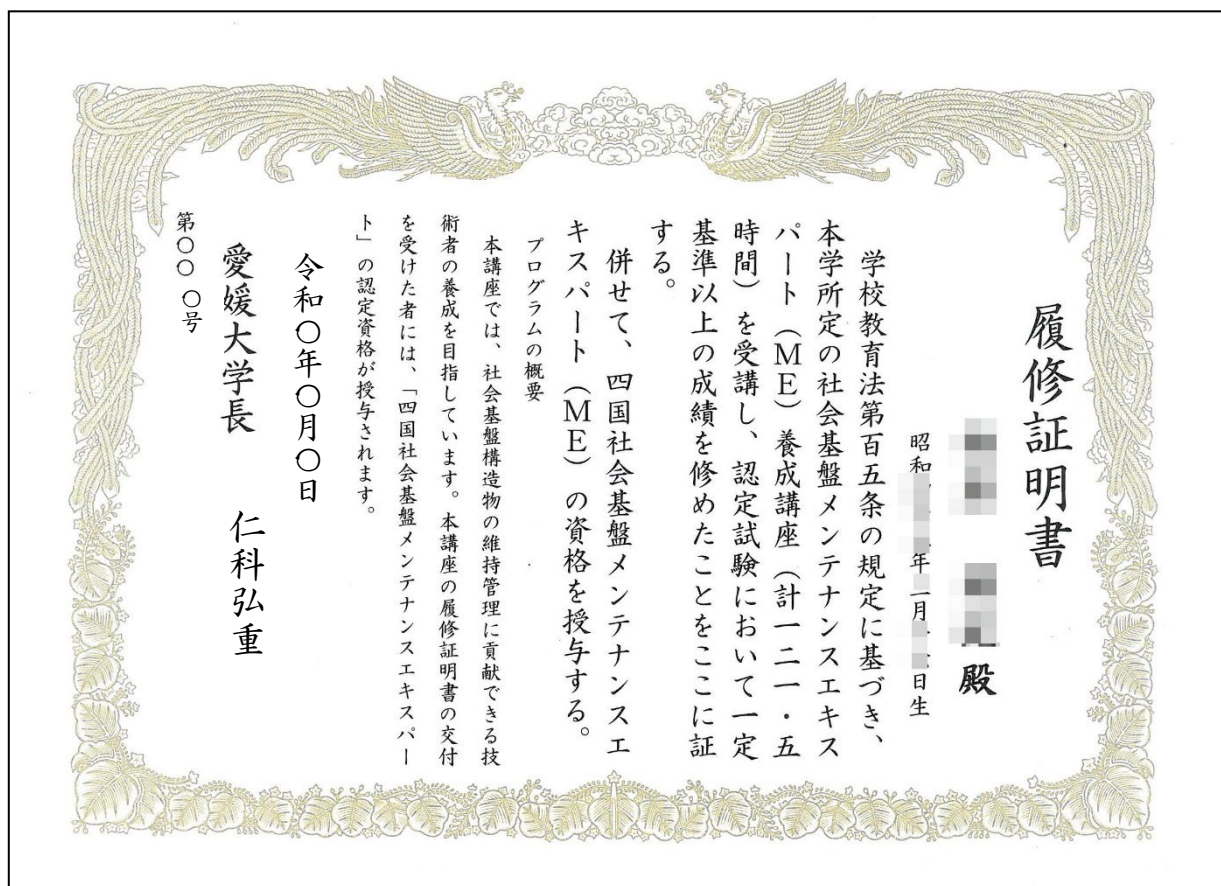 履修証明書
殿
昭和 年 月 日生
学校教育法第百五条の規定に基づき、
本学所定の社会基盤メンテナンスエキス
パート（ＭＥ）養成講座（計一二一・五
時間）を受講し、認定試験において一定
基準以上の成績を修めたことをここに証
する。
併せて、四国社会基盤メンテナンスエ
キスパート（ＭＥ）の資格を授与する。
プログラムの概要
本講座では、社会基盤構造物の維持管理に貢献できる技
術者の養成を目指しています。本講座の履修証明書の交付
を受けた者には、「四国社会基盤メンテナンスエキスパー
ト」の認定資格が授与されます。
令和〇年〇月〇日
愛媛大学長 仁科弘重
第〇〇〇号